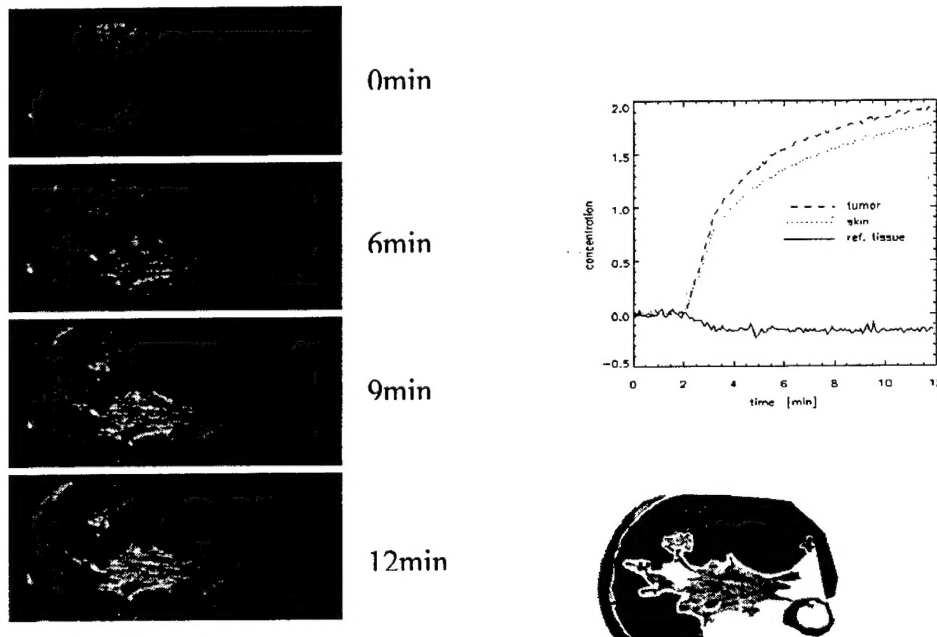 0min
6min
9min
12min
2.0
1.5
1.0
0.5
0.0
−0.5
concentration
tumor
skin
ref. tissue
0 2 4 6 8 10
time [min]